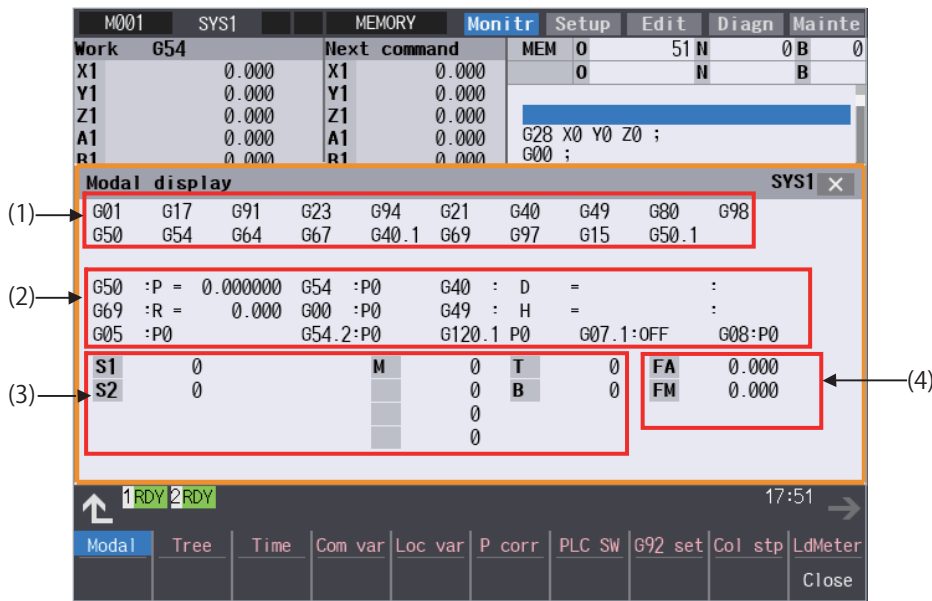 M001 SYS1 MEMORY Monitr Setup Edit Diagn Mainte
Work G54 Next command MEM O 51 N 0 B 0
X1 0.000 X1 0.000 O N B
Y1 0.000 Y1 0.000
Z1 0.000 Z1 0.000
A1 0.000 A1 0.000 G28 X0 Y0 Z0 ;
B1 0.000 B1 0.000 G00 ;
Modal display SYS1 ×
(1) G01 G17 G91 G23 G94 G21 G40 G49 G80 G98
G50 G54 G64 G67 G40.1 G69 G97 G15 G50.1
(2) G50 :P = 0.000000 G54 :P0 G40 : D = :
G69 :R = 0.000 G00 :P0 G49 : H = :
G05 :P0 G54.2:P0 G120.1 P0 G07.1:OFF G08:P0
S1 0 M 0 T 0 FA 0.000 (4)
(3) S2 0 0 B 0 FM 0.000
0
0
1RDY 2RDY 17:51
Modal Tree Time Com var Loc var P corr PLC SW G92 set Col stp LdMeter
Close